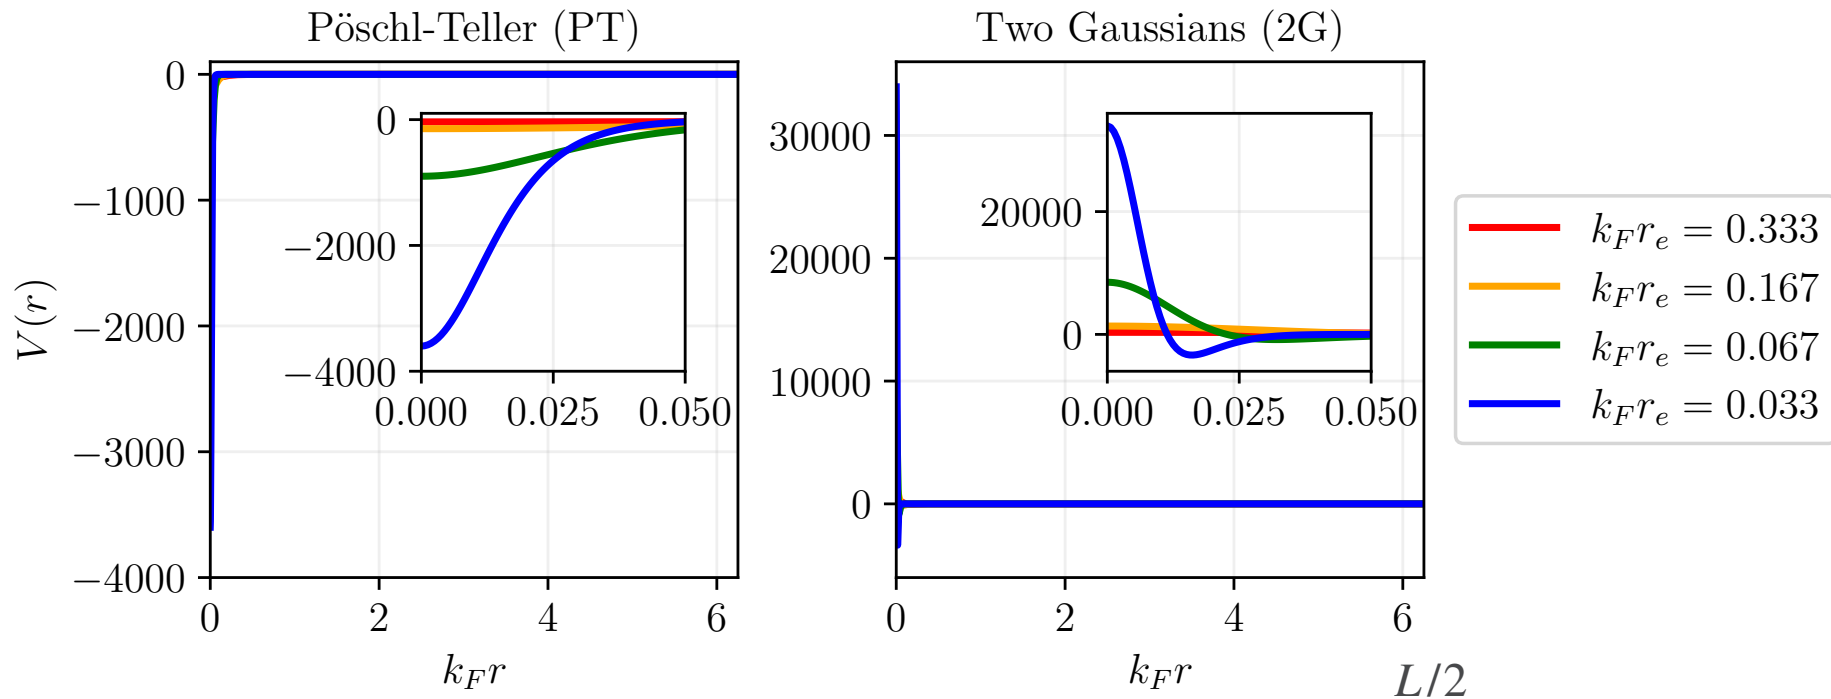 Pöschl-Teller (PT)
V(r)
0
−1000
−2000
−3000
−4000
0
2
4
6
k_F r
0
−2000
−4000
0.000
0.025
0.050
Two Gaussians (2G)
30000
20000
10000
0
0
2
4
6
k_F r
20000
0
0.000
0.025
0.050
L/2
k_F r_e = 0.333
k_F r_e = 0.167
k_F r_e = 0.067
k_F r_e = 0.033